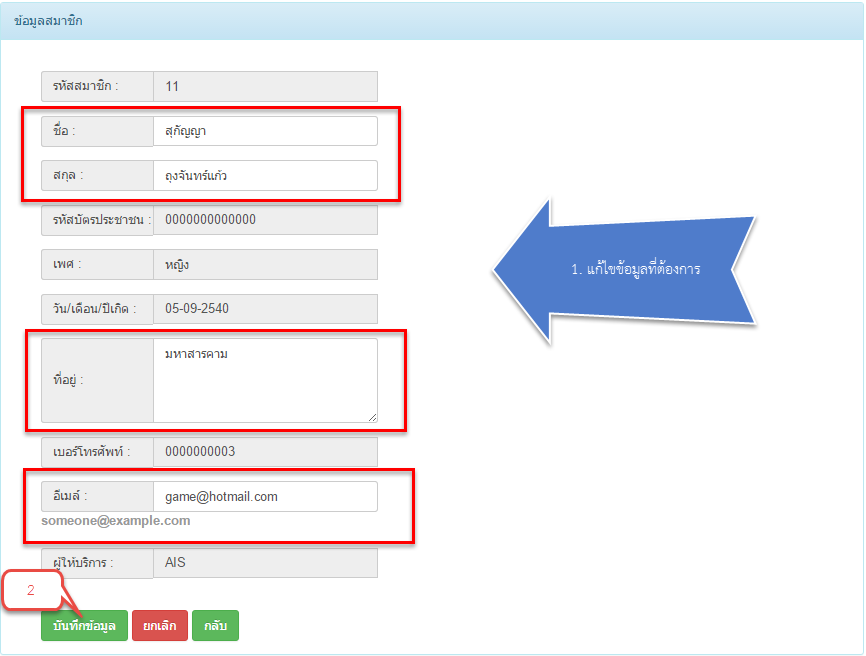 ข้อมูลสมาชิก
รหัสสมาชิก : 11
ชื่อ : สุกัญญา
สกุล : ถุงจันทร์แก้ว
รหัสบัตรประชาชน : 0000000000000
เพศ : หญิง
วัน/เดือน/ปีเกิด : 05-09-2540
1. แก้ไขข้อมูลที่ต้องการ
มหาสารคาม
ที่อยู่ :
เบอร์โทรศัพท์ : 0000000003
อีเมล์ : game@hotmail.com
someone@example.com
ผู้ให้บริการ : AIS
2
บันทึกข้อมูล ยกเลิก กลับ